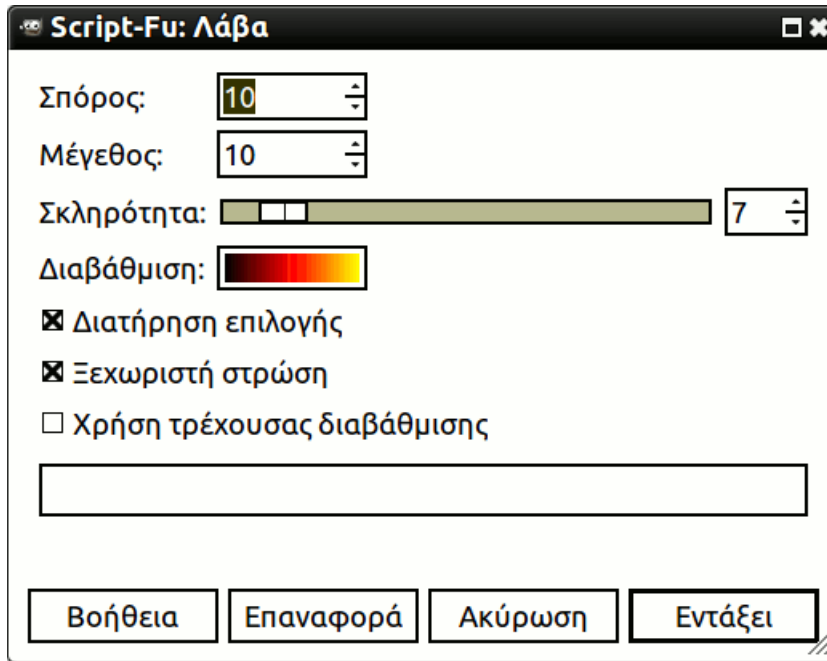 Script-Fu: Λάβα
Σπόρος: 10
Μέγεθος: 10
Σκληρότητα: 7
Διαβάθμιση:
Διατήρηση επιλογής
Ξεχωριστή στρώση
Χρήση τρέχουσας διαβάθμισης
Βοήθεια Επαναφορά Ακύρωση Εντάξει